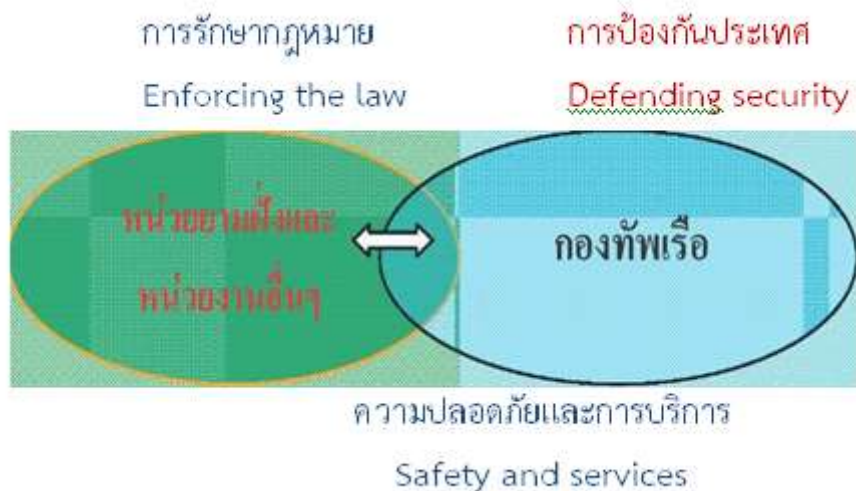 การรักษากฎหมาย
Enforcing the law
การป้องกันประเทศ
Defending security
หน่วยยามฝั่งและ
หน่วยงานอื่นๆ
กองทัพเรือ
ความปลอดภัยและการบริการ
Safety and services